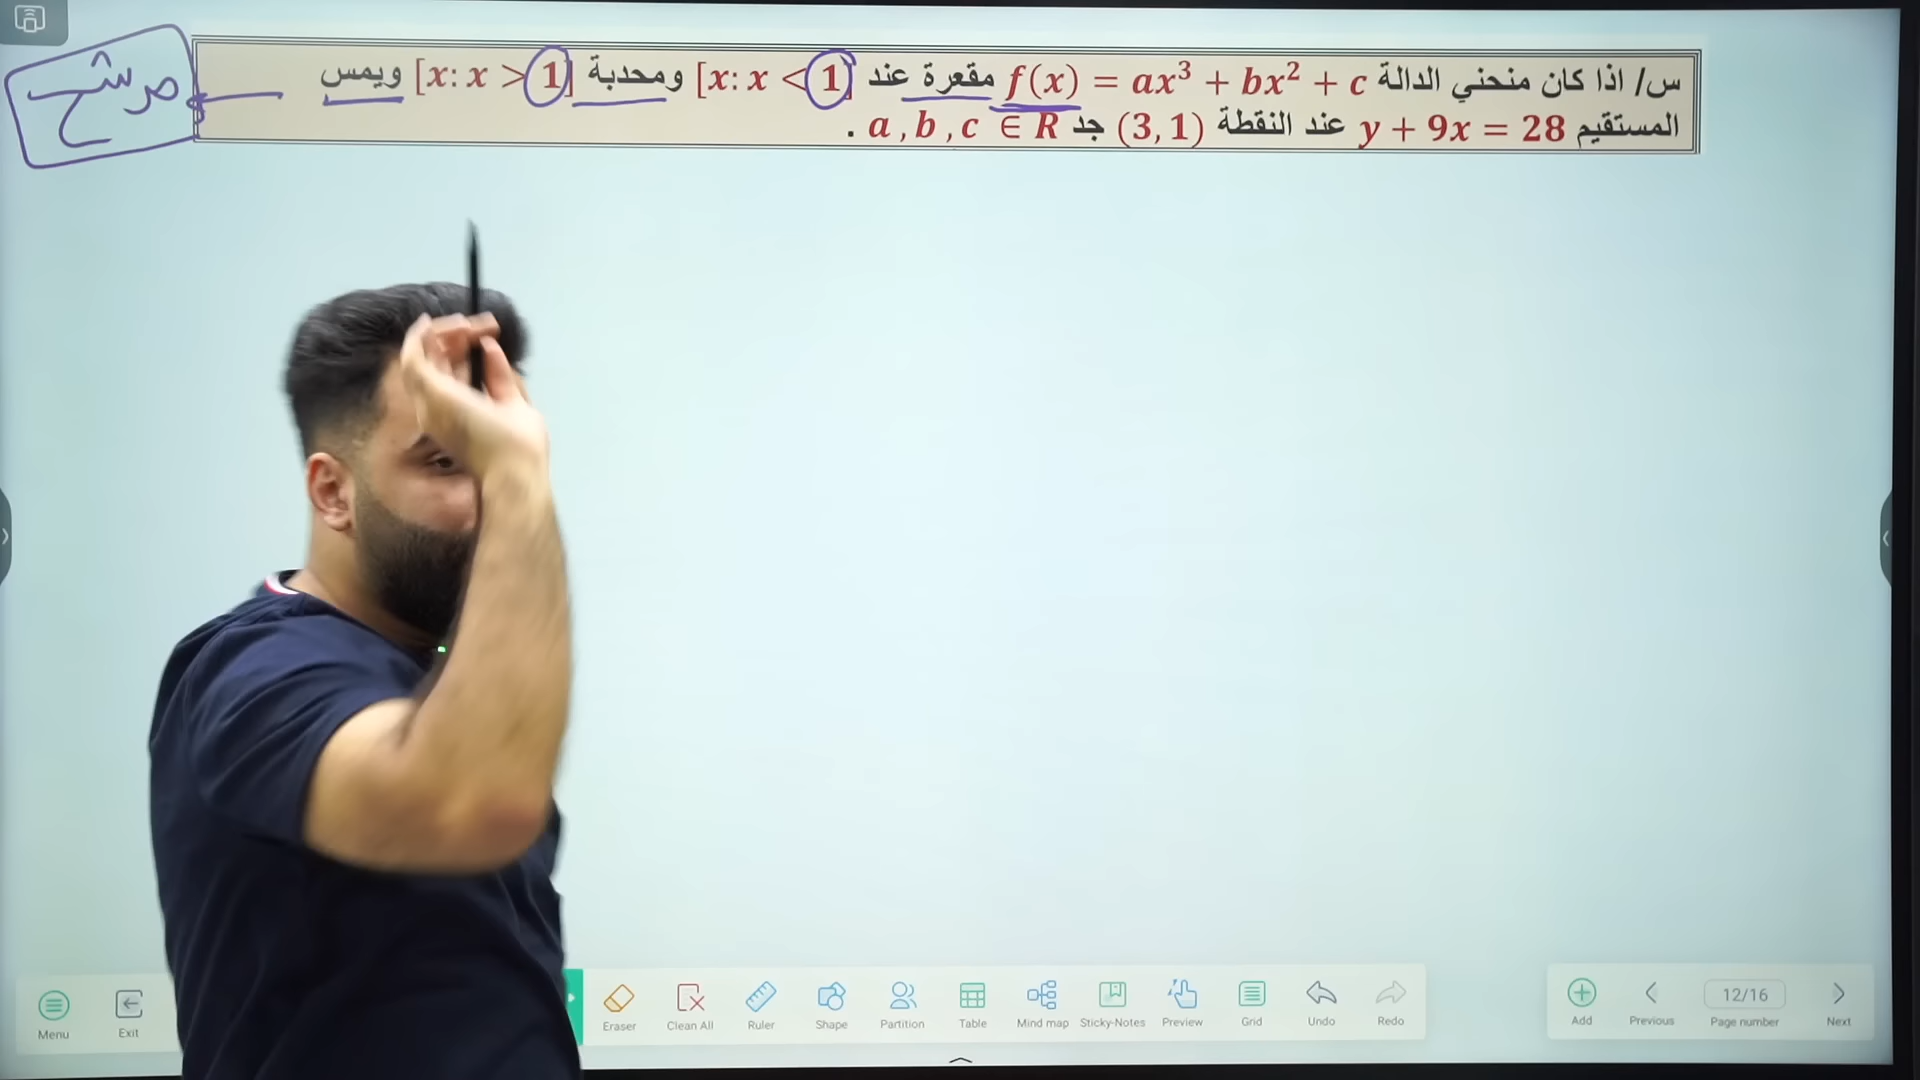 س/ اذا كان منحني الدالة f(x) = ax³ + bx² + c مقعرة عند [x: x < 1] ومحدبة [x: x > 1] ويمس
المستقيم y + 9x = 28 عند النقطة (3, 1) جد a , b , c ∈ R .
مرشح
Menu
Exit
Eraser
Clean All
Ruler
Shape
Partition
Table
Mind map
Sticky-Notes
Preview
Grid
Undo
Redo
Add
Previous
12/16
Page number
Next